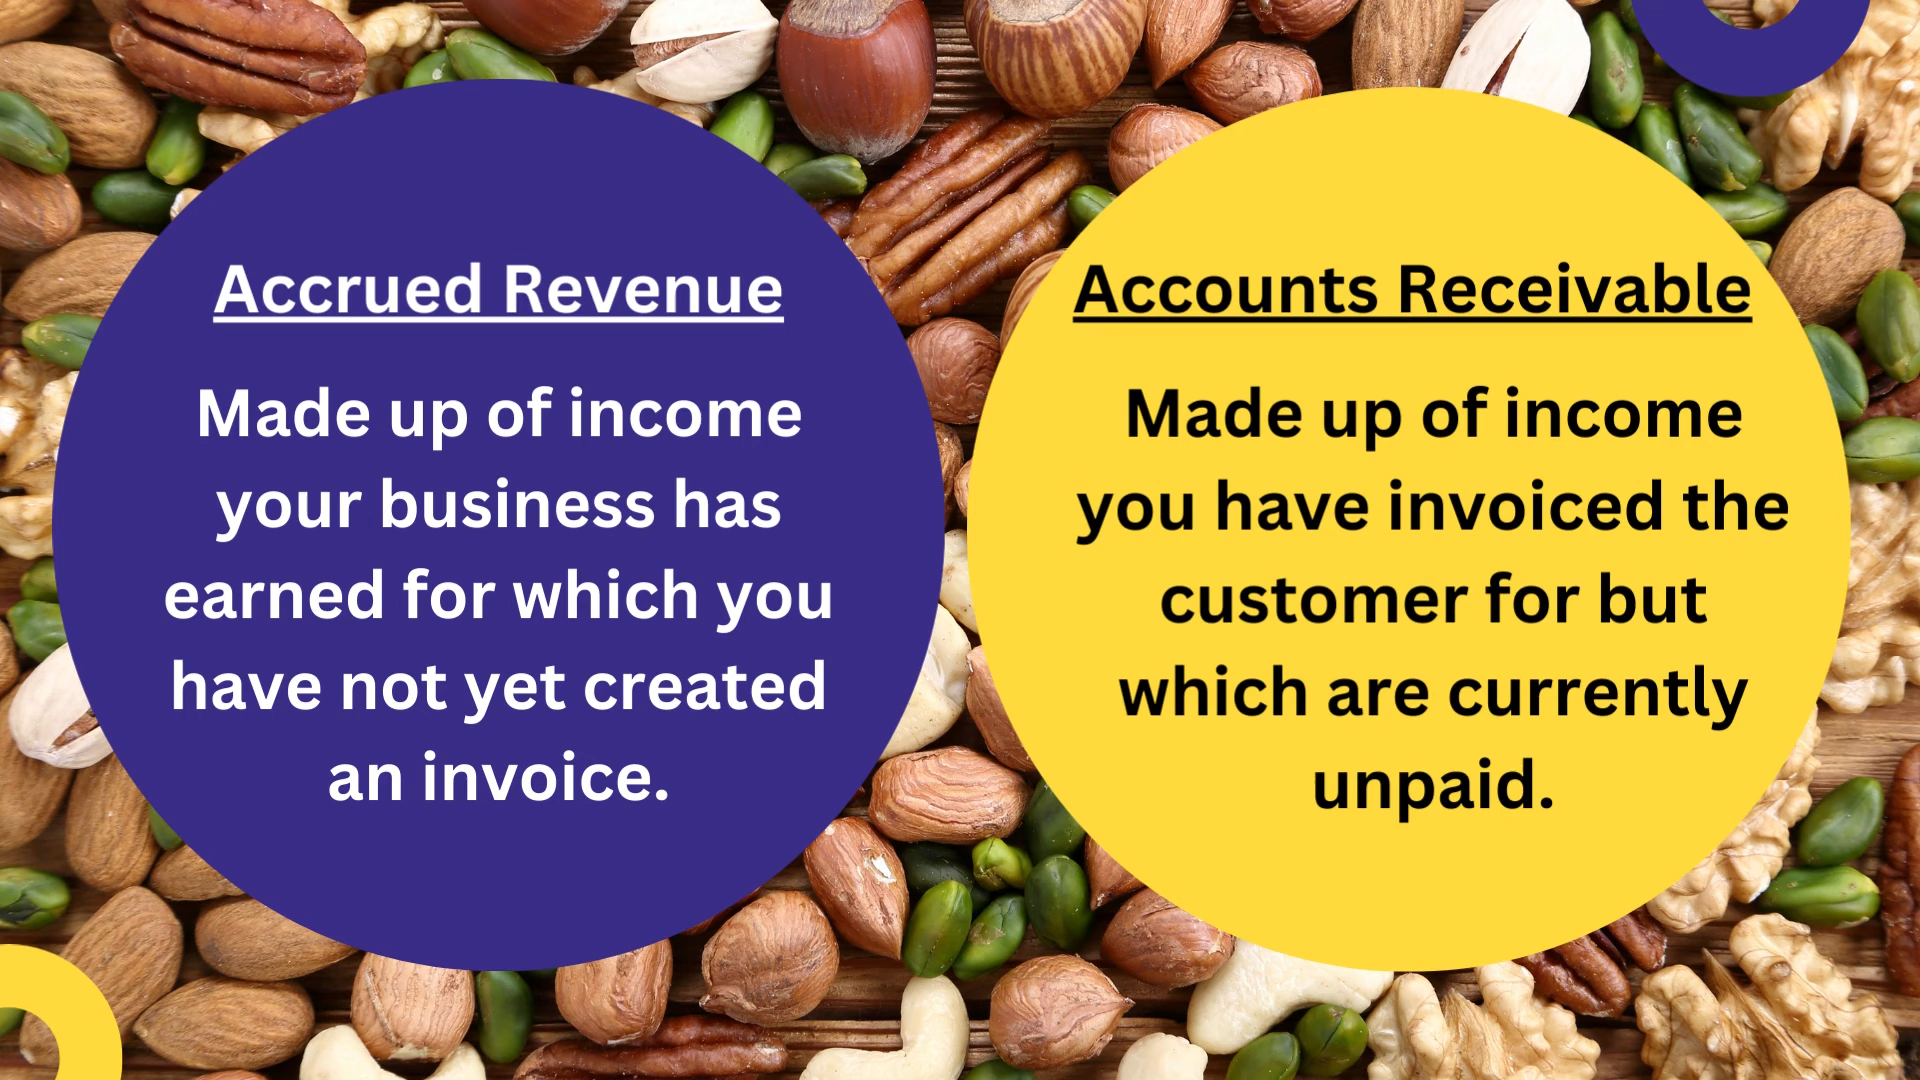 Accrued Revenue
Made up of income
your business has
earned for which you
have not yet created
an invoice.
Accounts Receivable
Made up of income
you have invoiced the
customer for but
which are currently
unpaid.